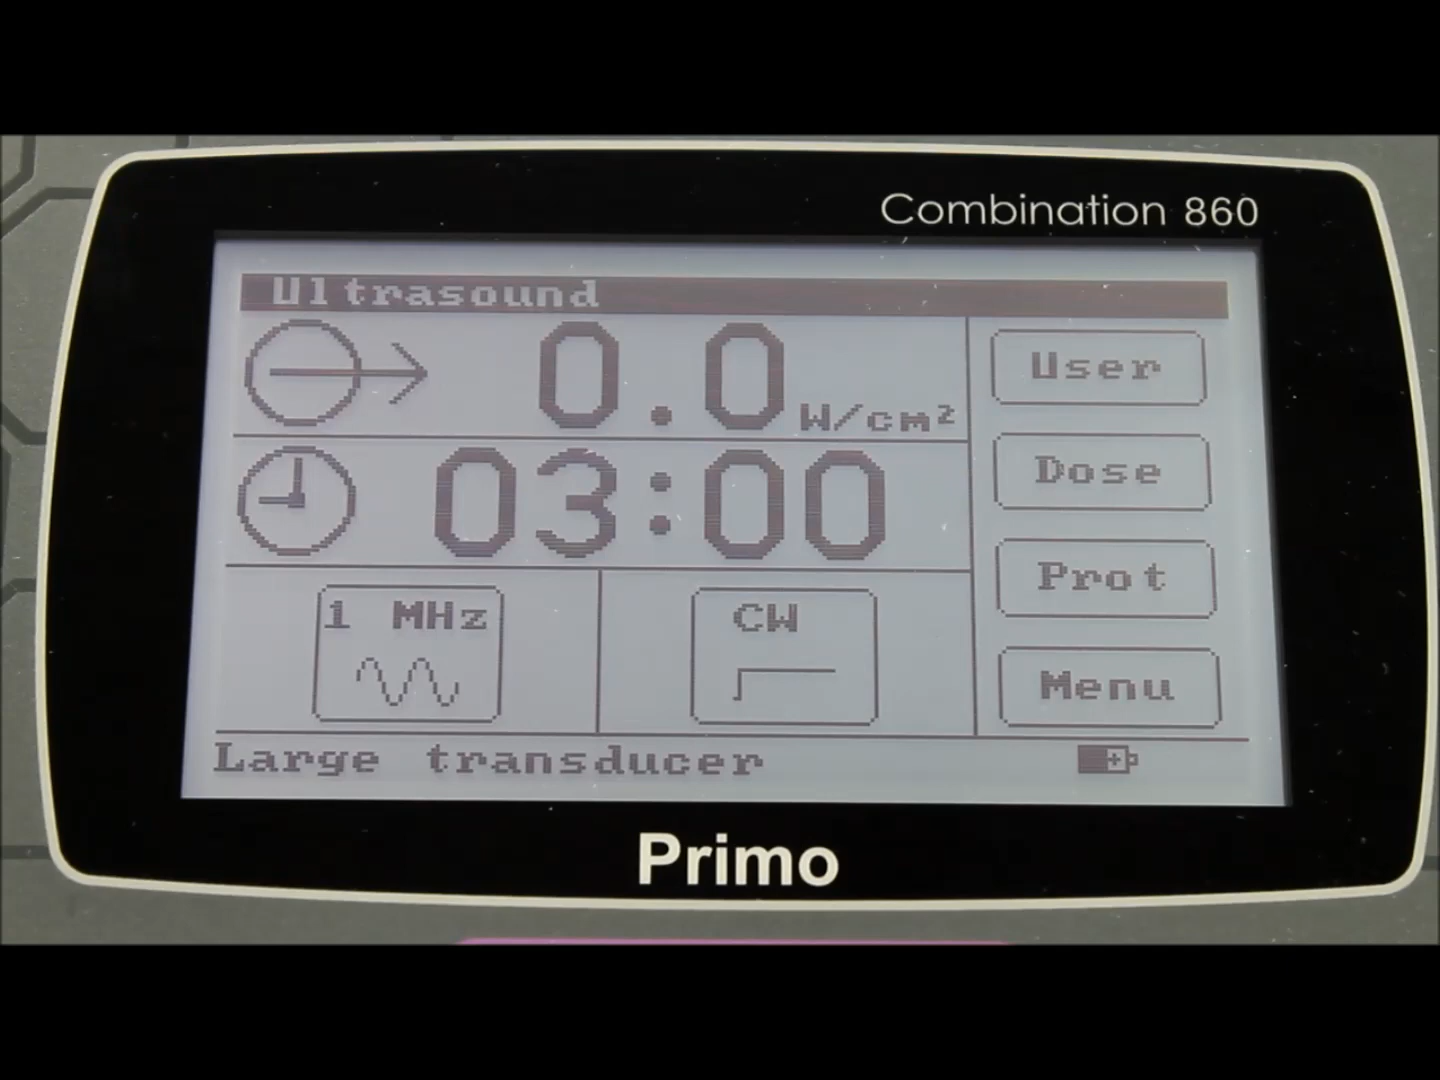 Combination 860
Ultrasound
0.0 W/cm²
User
03:00
Dose
1 MHz
CW
Prot
Menu
Large transducer
Primo